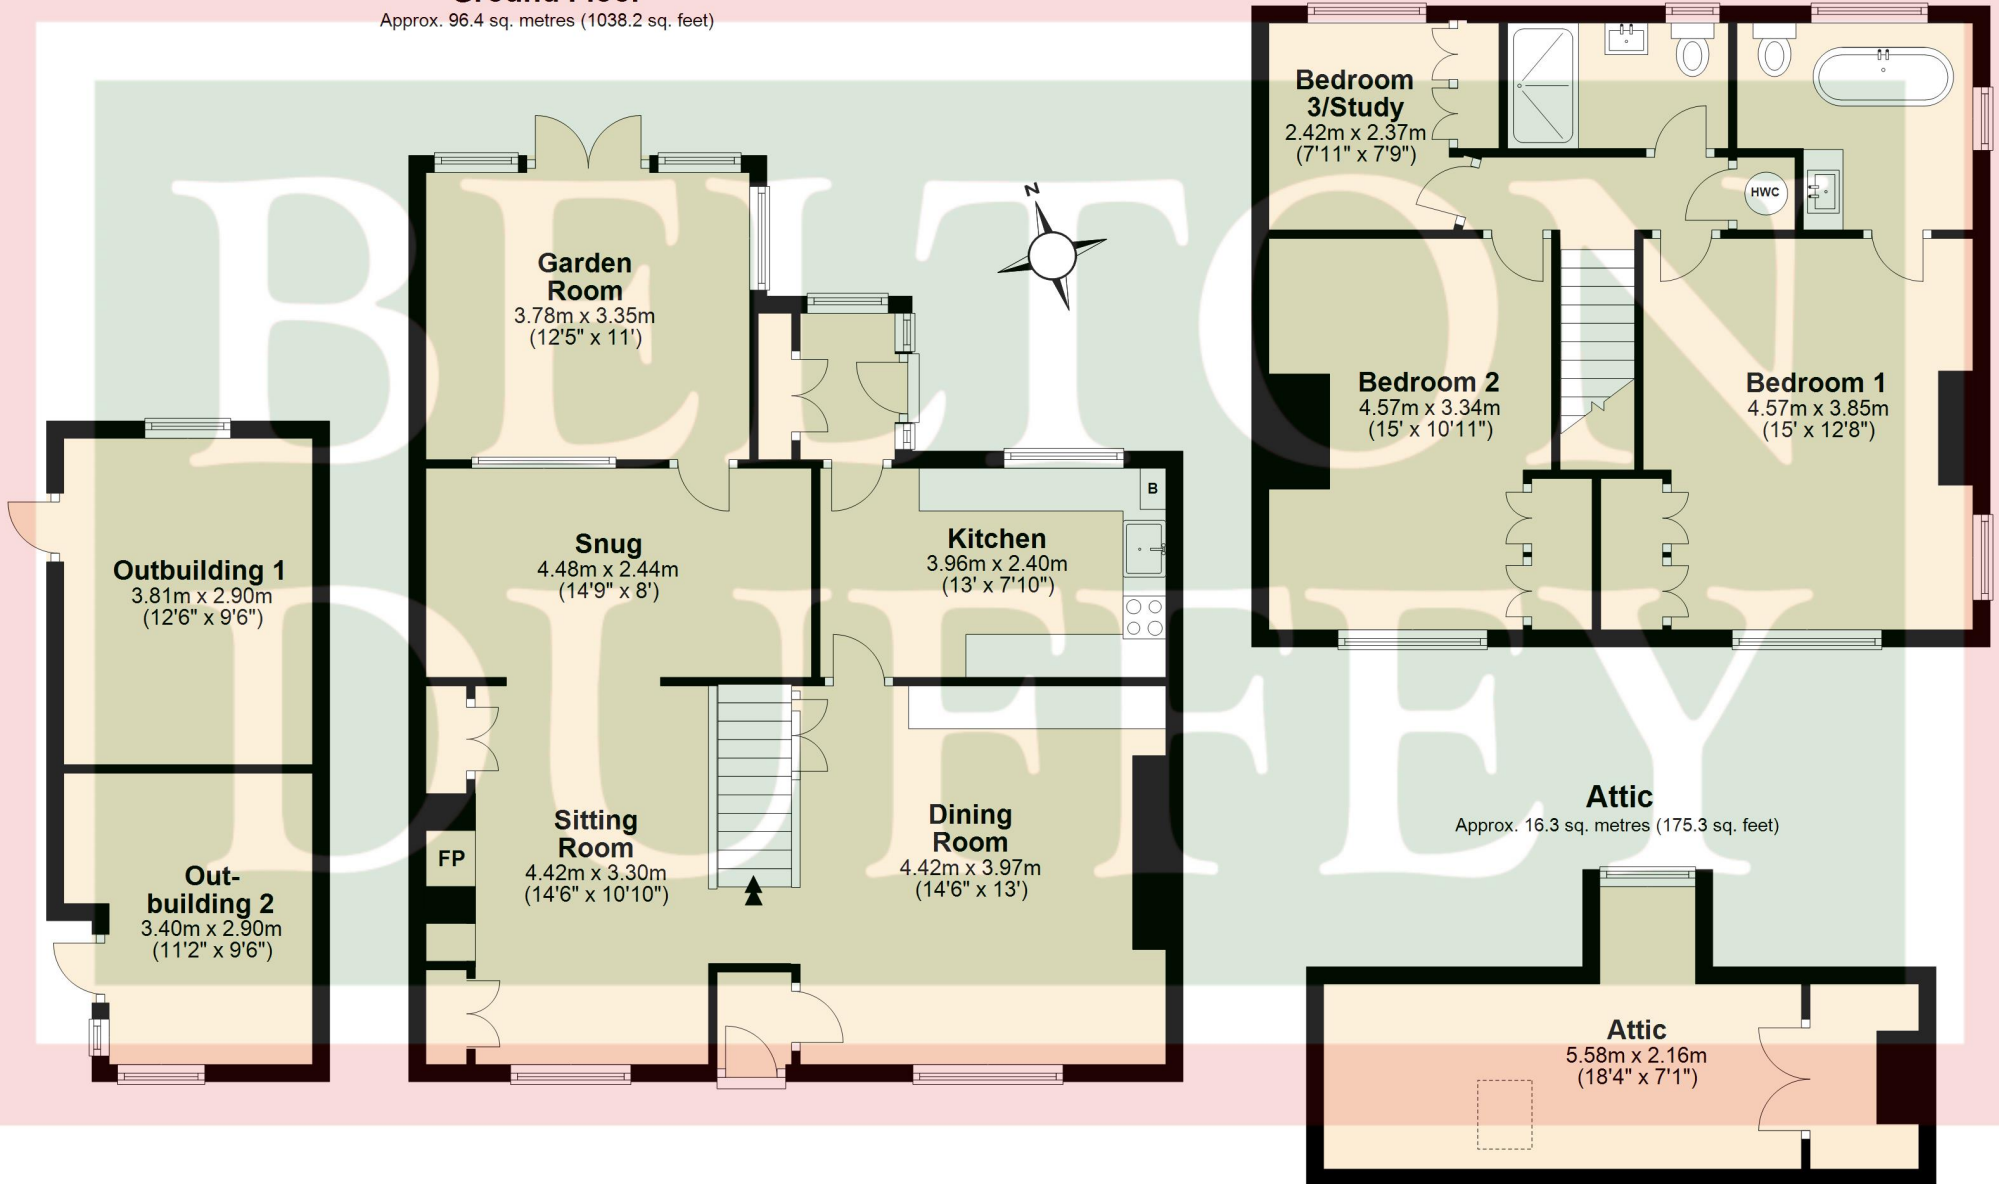 Ground Floor
Approx. 96.4 sq. metres (1038.2 sq. feet)
Bedroom
3/Study
2.42m x 2.37m
(7'11" x 7'9")
HWC
N
Garden
Room
3.78m x 3.35m
(12'5" x 11')
Bedroom 2
4.57m x 3.34m
(15' x 10'11")
Bedroom 1
4.57m x 3.85m
(15' x 12'8")
B
Snug
4.48m x 2.44m
(14'9" x 8')
Kitchen
3.96m x 2.40m
(13' x 7'10")
Outbuilding 1
3.81m x 2.90m
(12'6" x 9'6")
Sitting
Room
4.42m x 3.30m
(14'6" x 10'10")
FP
Dining
Room
4.42m x 3.97m
(14'6" x 13')
Out-
building 2
3.40m x 2.90m
(11'2" x 9'6")
Attic
Approx. 16.3 sq. metres (175.3 sq. feet)
Attic
5.58m x 2.16m
(18'4" x 7'1")
BELTON
DUFFEY